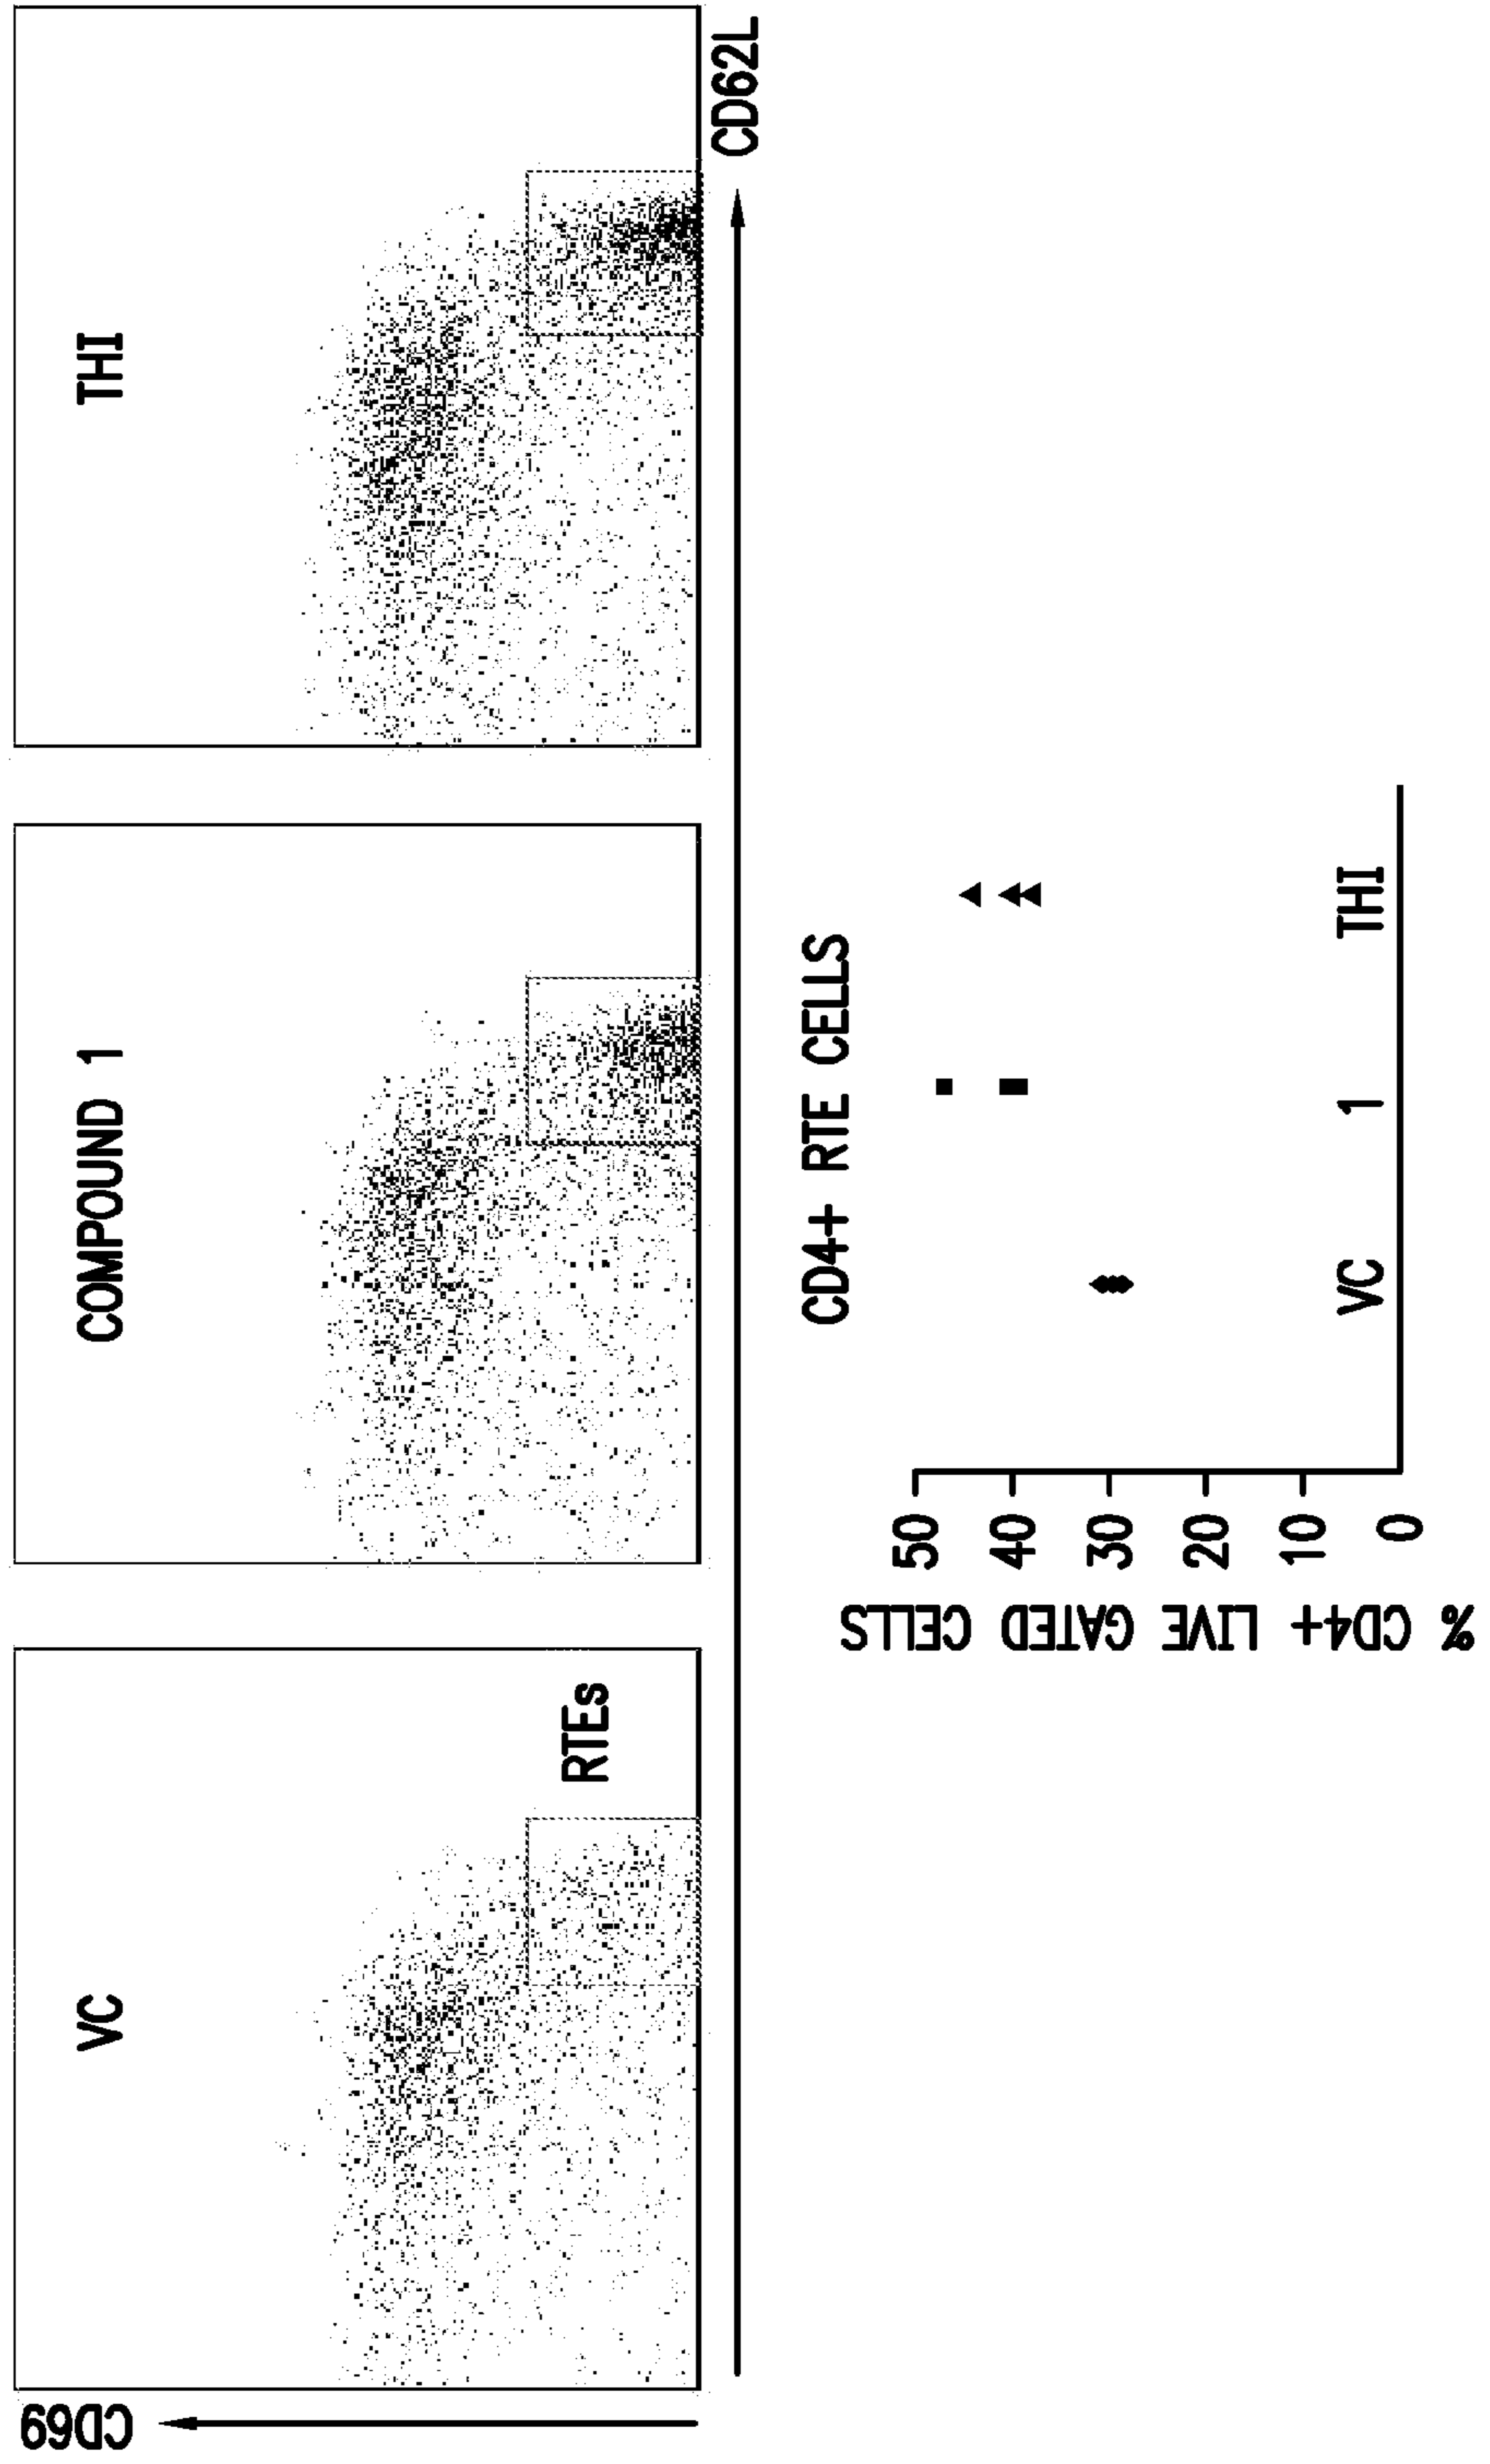 VC
COMPOUND 1
THI
CD69
RTEs
CD62L
CD4+ RTE CELLS
% CD4+ LIVE GATED CELLS
50
40
30
20
10
0
VC
1
THI